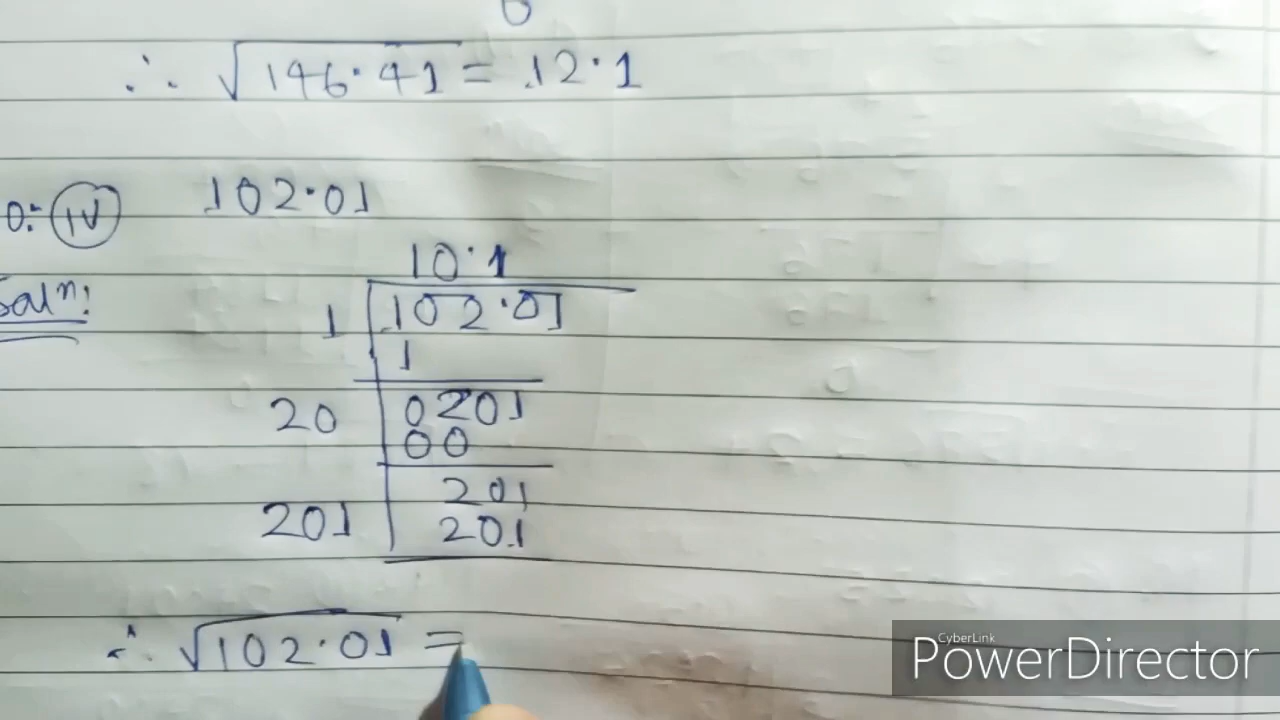 ∴ √146.41 = 12.1
0:- (iv) 102.01
10.1
Solⁿ: 1 102.01
1
20 0201
00
201
201 201
∴ √102.01 =
CyberLink
PowerDirector